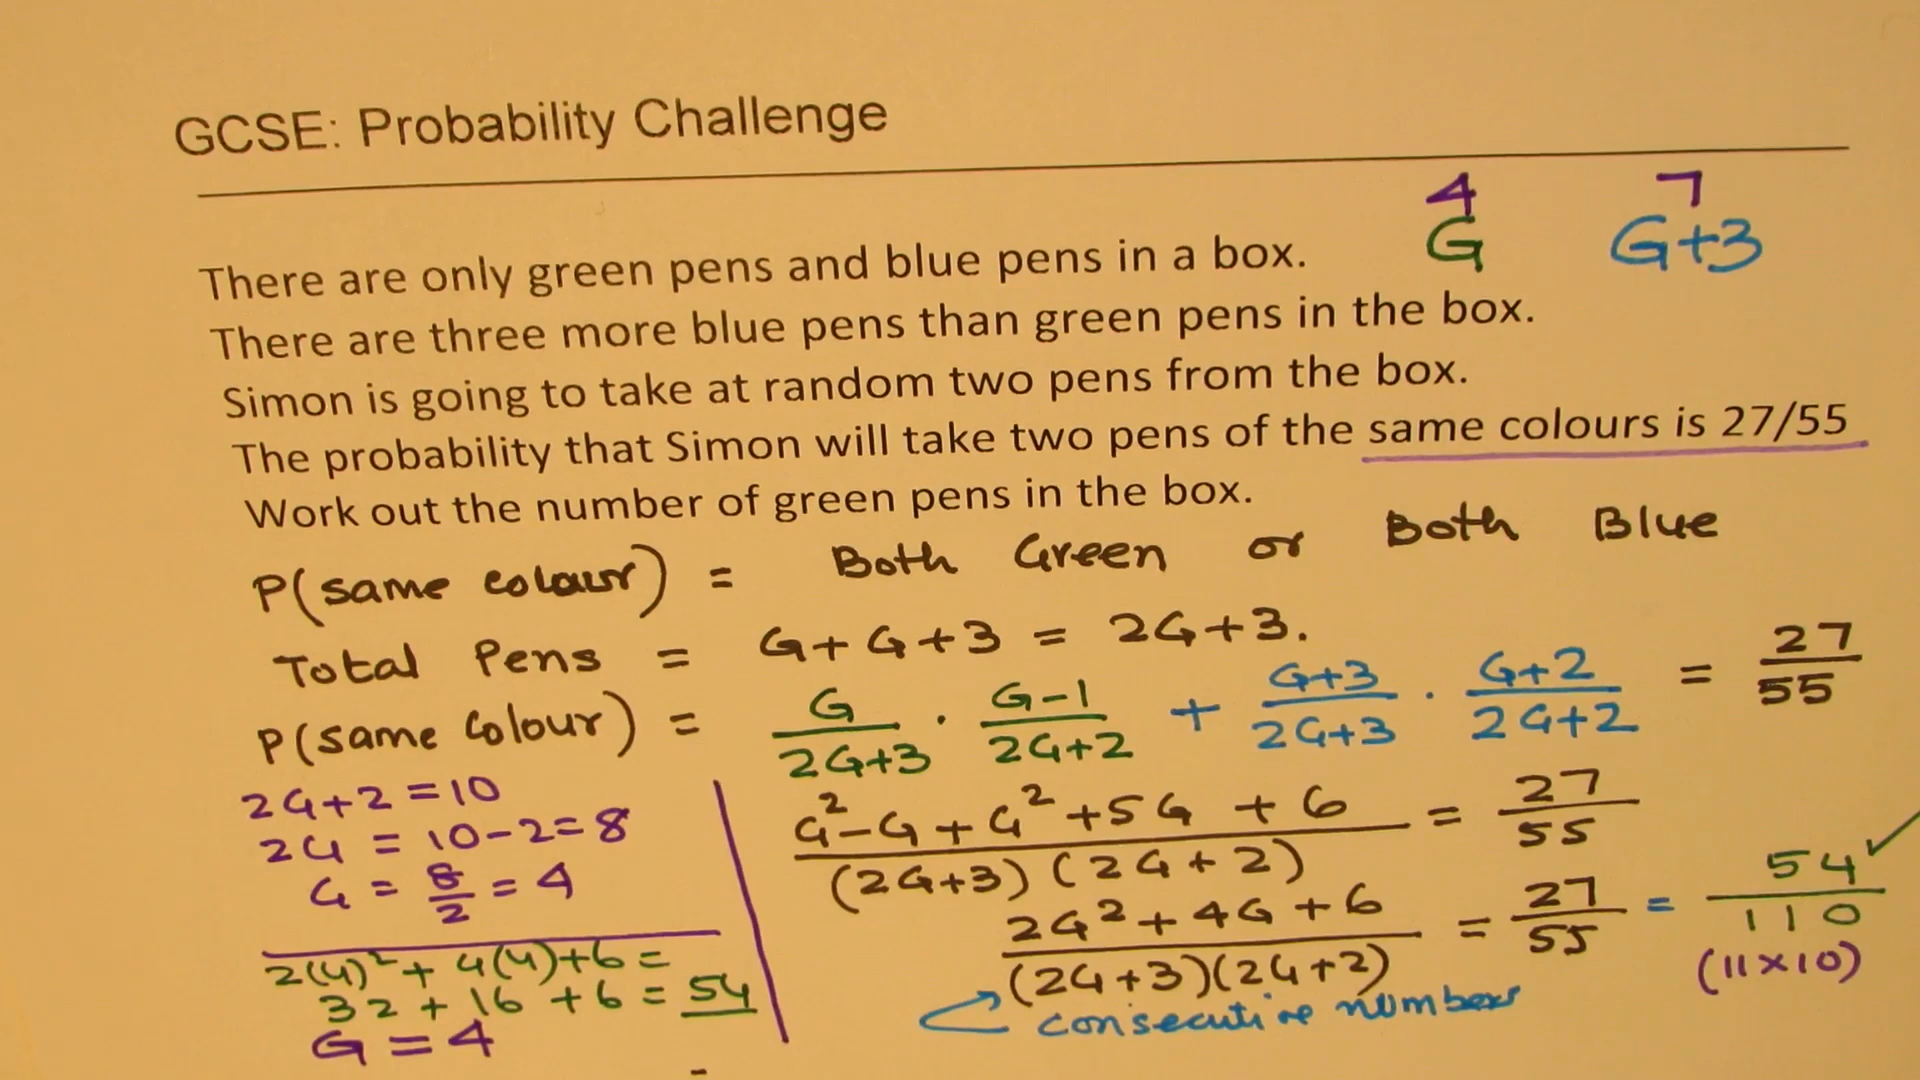 GCSE: Probability Challenge
4 7
G G+3
There are only green pens and blue pens in a box.
There are three more blue pens than green pens in the box.
Simon is going to take at random two pens from the box.
The probability that Simon will take two pens of the same colours is 27/55
Work out the number of green pens in the box.
P(same colour) = Both Green or Both Blue
Total Pens = G+G+3 = 2G+3.
P(same colour) = G/2G+3 · G-1/2G+2 + G+3/2G+3 · G+2/2G+2 = 27/55
G²-G+G²+5G+6/(2G+3)(2G+2) = 27/55
2G²+4G+6/(2G+3)(2G+2) = 27/55 = 54/110 ✓
(11×10)
consecutive numbers
2G+2=10
2G = 10-2=8
G = 8/2 = 4
2(4)²+4(4)+6=
32+16+6=54
G=4